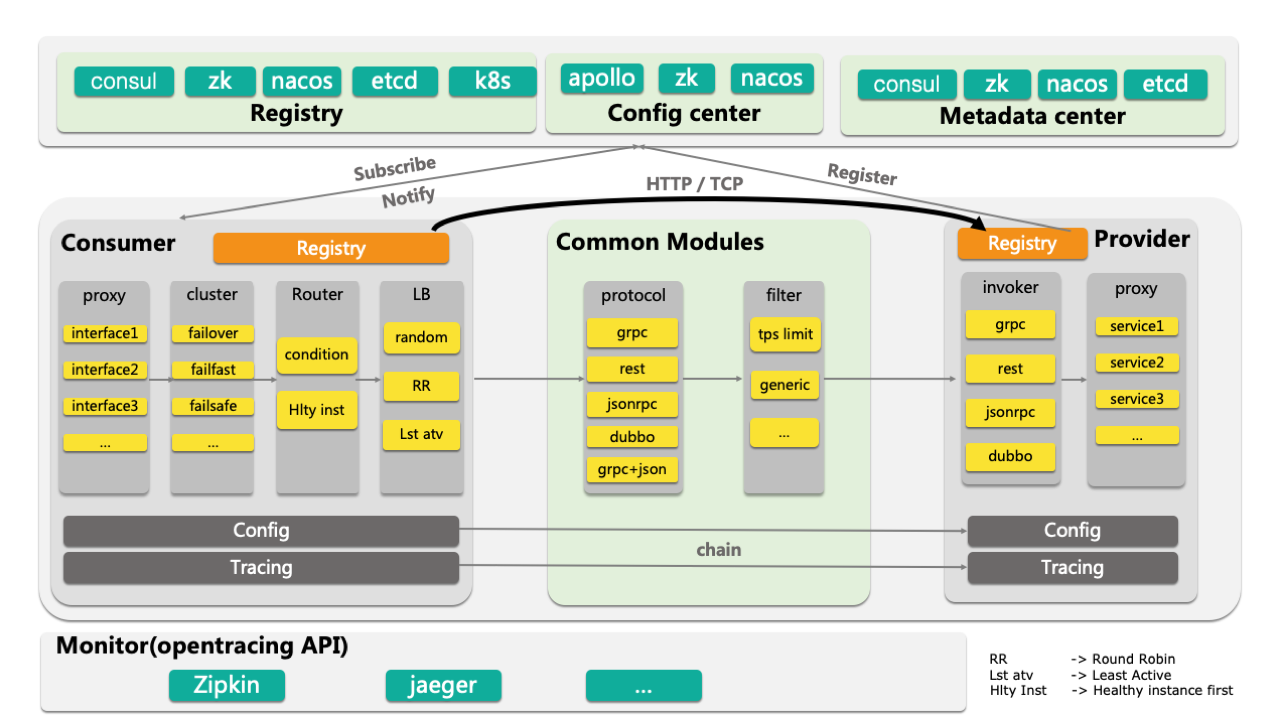 consul zk nacos etcd k8s
Registry
apollo zk nacos
Config center
consul zk nacos etcd
Metadata center
Subscribe
Notify
HTTP / TCP
Register
Consumer
Registry
proxy
interface1
interface2
interface3
...
cluster
failover
failfast
failsafe
...
Router
condition
Hlty inst
LB
random
RR
Lst atv
Config
Tracing
Common Modules
protocol
grpc
rest
jsonrpc
dubbo
grpc+json
filter
tps limit
generic
...
chain
Registry
Provider
invoker
grpc
rest
jsonrpc
dubbo
proxy
service1
service2
service3
...
Config
Tracing
Monitor(opentracing API)
Zipkin jaeger ...
RR -> Round Robin
Lst atv -> Least Active
Hlty Inst -> Healthy instance first